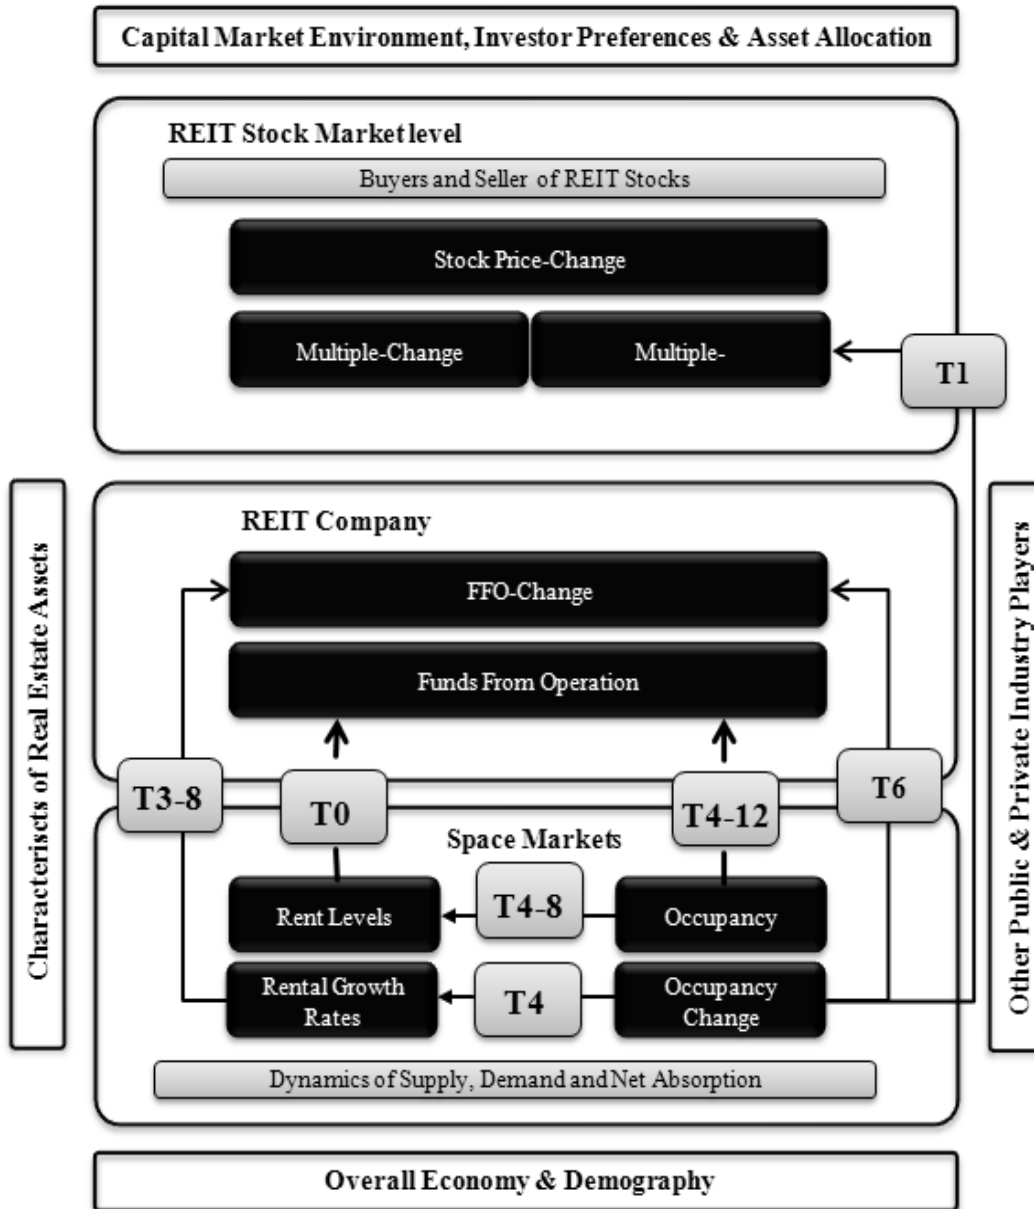 Capital Market Environment, Investor Preferences & Asset Allocation
REIT Stock Market level
Buyers and Seller of REIT Stocks
Stock Price-Change
Multiple-Change
Multiple-
T1
Characteriscts of Real Estate Assets
Other Public & Private Industry Players
REIT Company
FFO-Change
Funds From Operation
T3-8
T0
T4-12
T6
Space Markets
Rent Levels
T4-8
Occupancy
Rental Growth
Rates
T4
Occupancy
Change
Dynamics of Supply, Demand and Net Absorption
Overall Economy & Demography